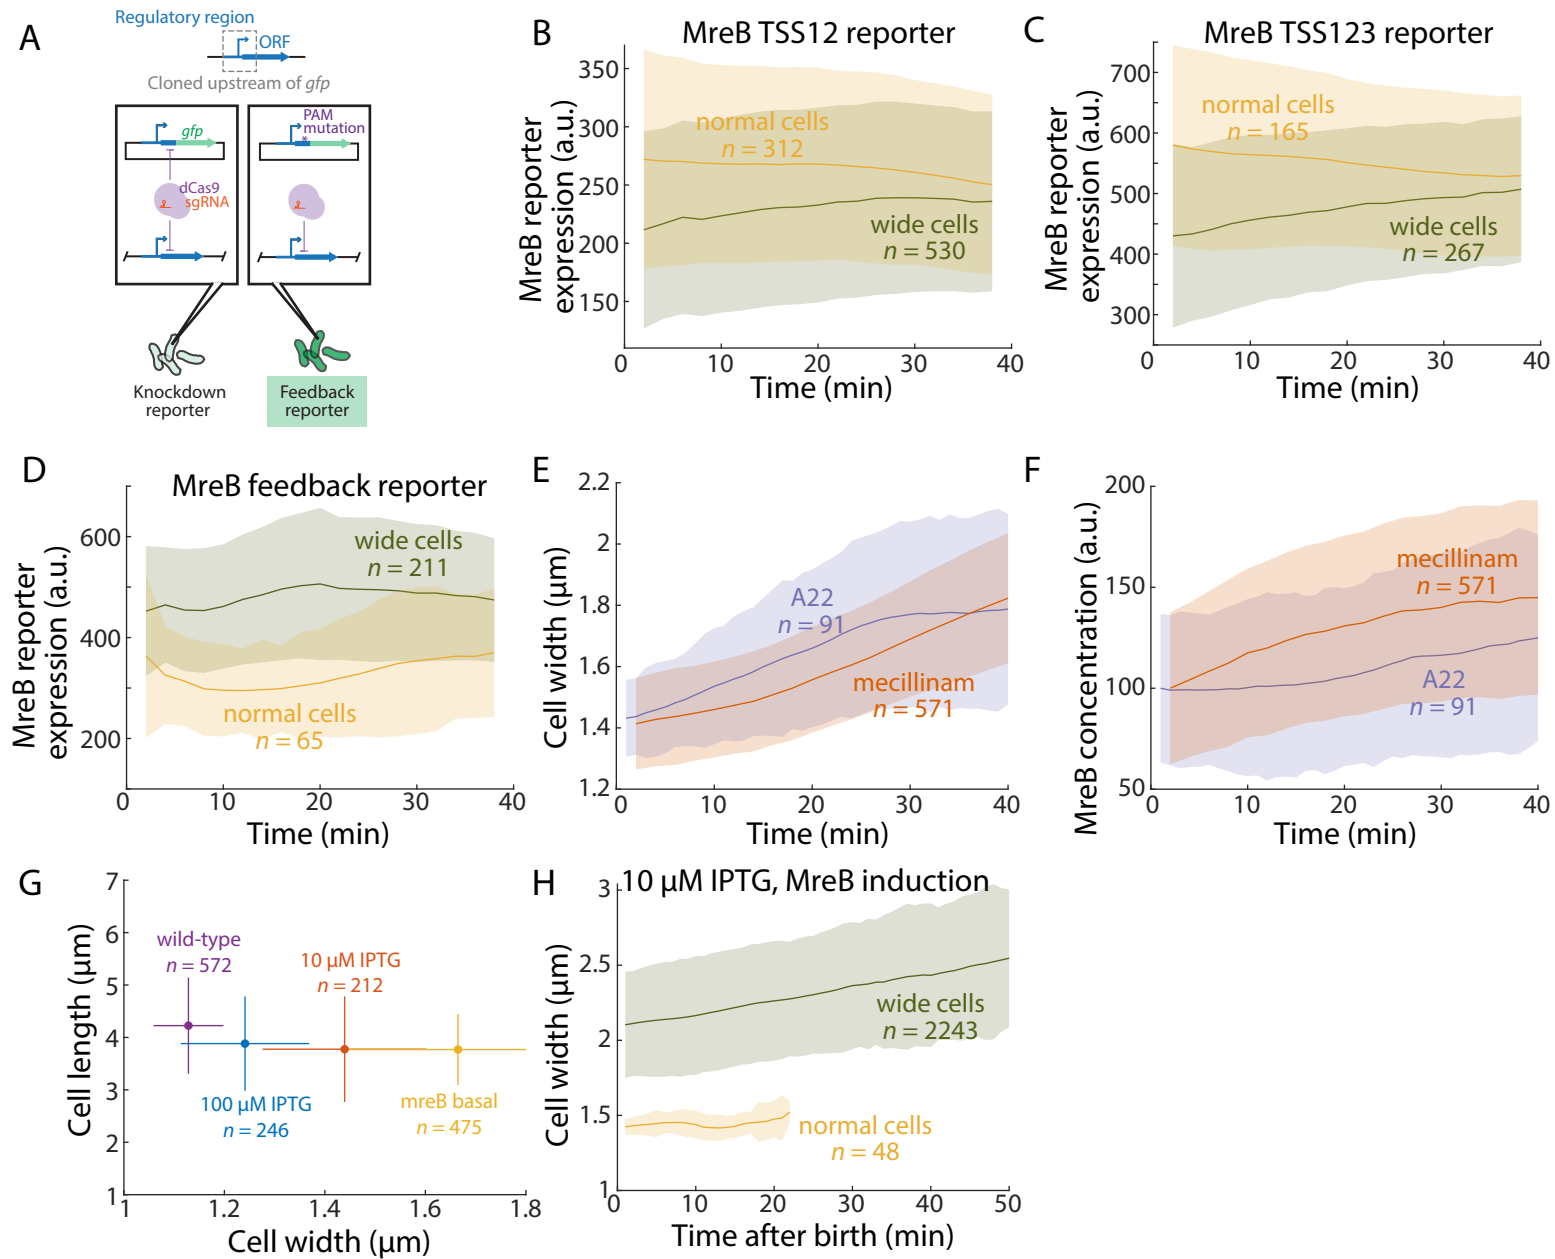 A
Regulatory region
ORF
Cloned upstream of gfp
gfp
dCas9
sgRNA
PAM
mutation
Knockdown
reporter
Feedback
reporter
B
MreB TSS12 reporter
MreB reporter
expression (a.u.)
350
300
250
200
150
normal cells
n = 312
wide cells
n = 530
0
10
20
30
40
Time (min)
C
MreB TSS123 reporter
MreB reporter
expression (a.u.)
700
600
500
400
300
normal cells
n = 165
wide cells
n = 267
0
10
20
30
40
Time (min)
D
MreB feedback reporter
MreB reporter
expression (a.u.)
600
400
200
wide cells
n = 211
normal cells
n = 65
0
10
20
30
40
Time (min)
E
Cell width (μm)
2.2
2
1.8
1.6
1.4
1.2
A22
n = 91
mecillinam
n = 571
0
10
20
30
40
Time (min)
F
MreB concentration (a.u.)
200
150
100
50
mecillinam
n = 571
A22
n = 91
0
10
20
30
40
Time (min)
G
Cell length (μm)
7
6
5
4
3
2
1
wild-type
n = 572
10 μM IPTG
n = 212
100 μM IPTG
n = 246
mreB basal
n = 475
1
1.2
1.4
1.6
1.8
Cell width (μm)
H
10 μM IPTG, MreB induction
Cell width (μm)
3
2.5
2
1.5
1
wide cells
n = 2243
normal cells
n = 48
0
10
20
30
40
50
Time after birth (min)